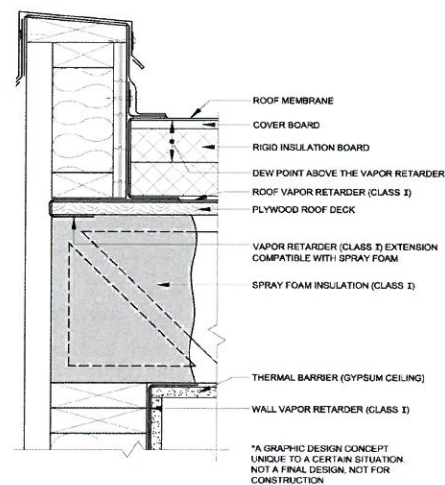 ROOF MEMBRANE
COVER BOARD
RIGID INSULATION BOARD
DEW POINT ABOVE THE VAPOR RETARDER
ROOF VAPOR RETARDER (CLASS I)
PLYWOOD ROOF DECK
VAPOR RETARDER (CLASS I) EXTENSION
COMPATIBLE WITH SPRAY FOAM
SPRAY FOAM INSULATION (CLASS I)
THERMAL BARRIER (GYPSUM CEILING)
WALL VAPOR RETARDER (CLASS I)
*A GRAPHIC DESIGN CONCEPT
UNIQUE TO A CERTAIN SITUATION.
NOT A FINAL DESIGN, NOT FOR
CONSTRUCTION